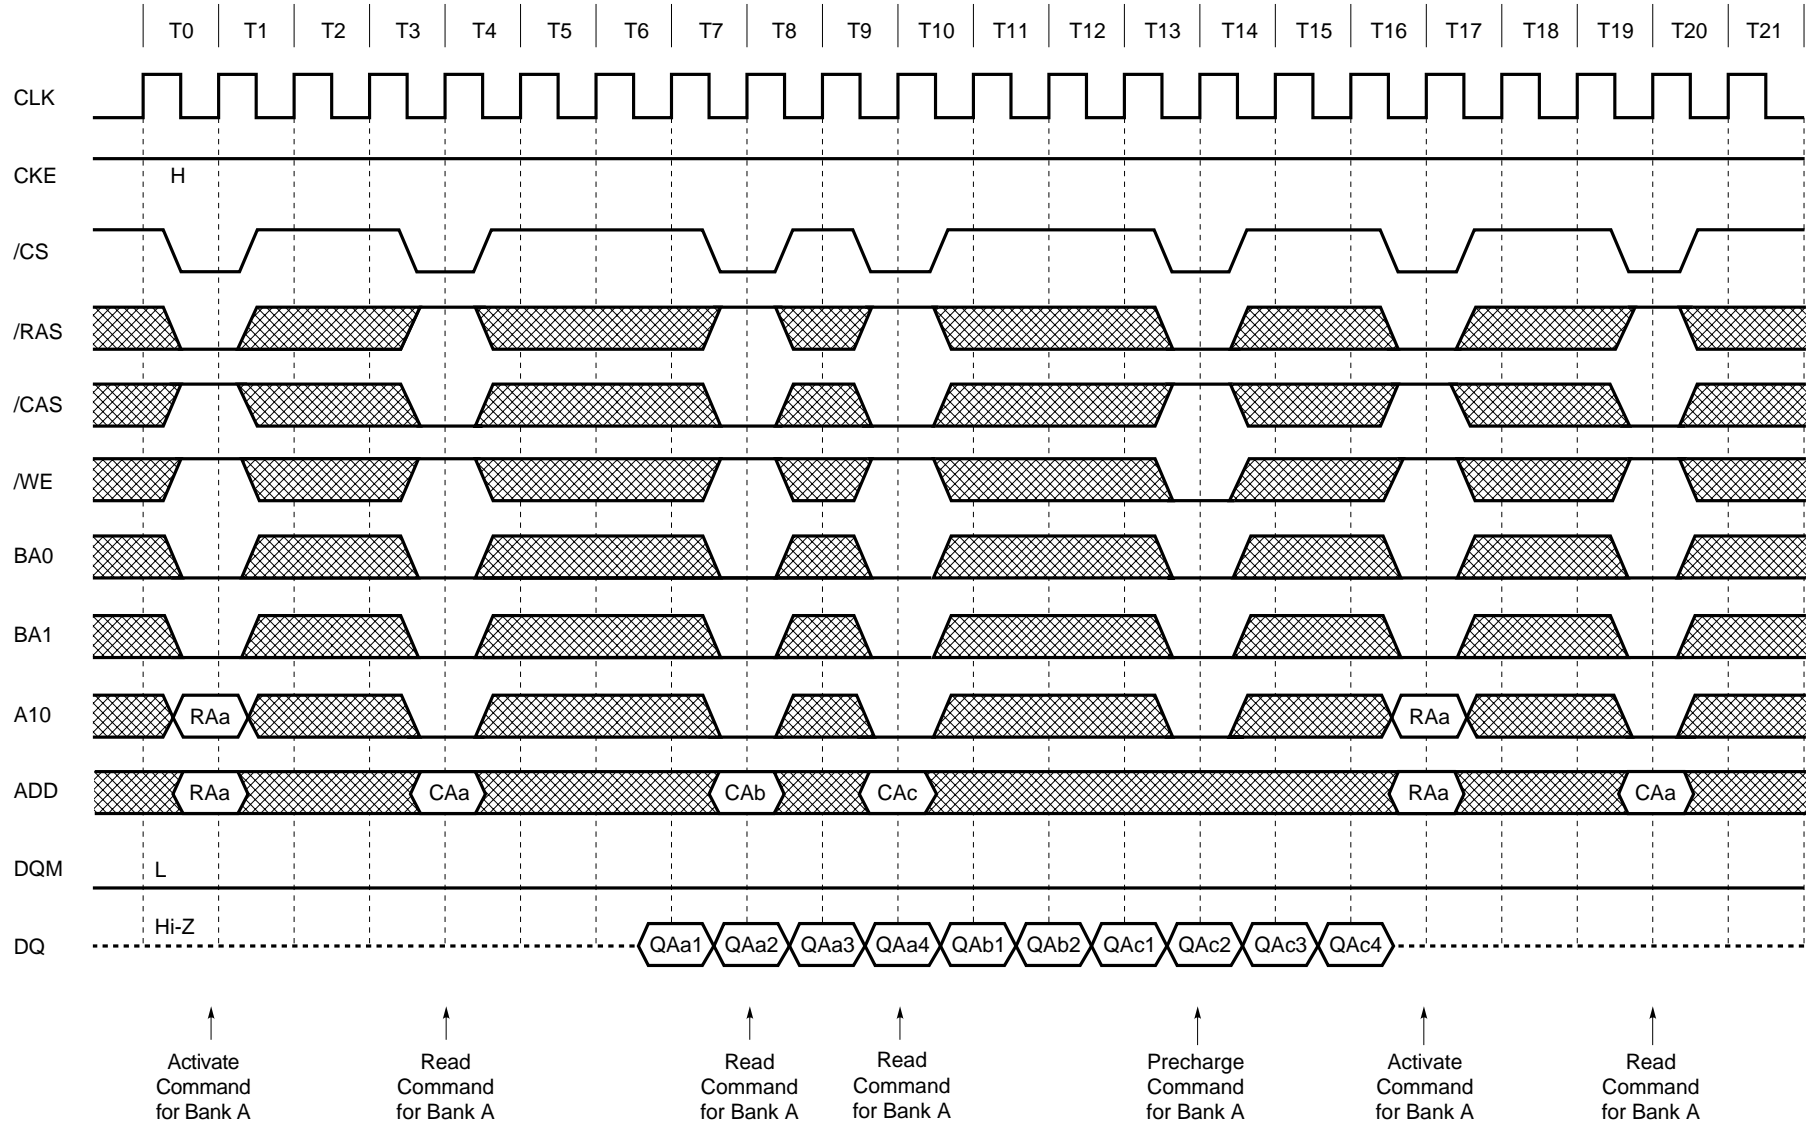 T0 T1 T2 T3 T4 T5 T6 T7 T8 T9 T10 T11 T12 T13 T14 T15 T16 T17 T18 T19 T20 T21
CLK
CKE H
/CS
/RAS
/CAS
/WE
BA0
BA1
A10 RAa RAa
ADD RAa CAa CAb CAc RAa CAa
DQM L
Hi-Z
DQ QAa1 QAa2 QAa3 QAa4 QAb1 QAb2 QAc1 QAc2 QAc3 QAc4
Activate
Command
for Bank A
Read
Command
for Bank A
Read
Command
for Bank A
Read
Command
for Bank A
Precharge
Command
for Bank A
Activate
Command
for Bank A
Read
Command
for Bank A